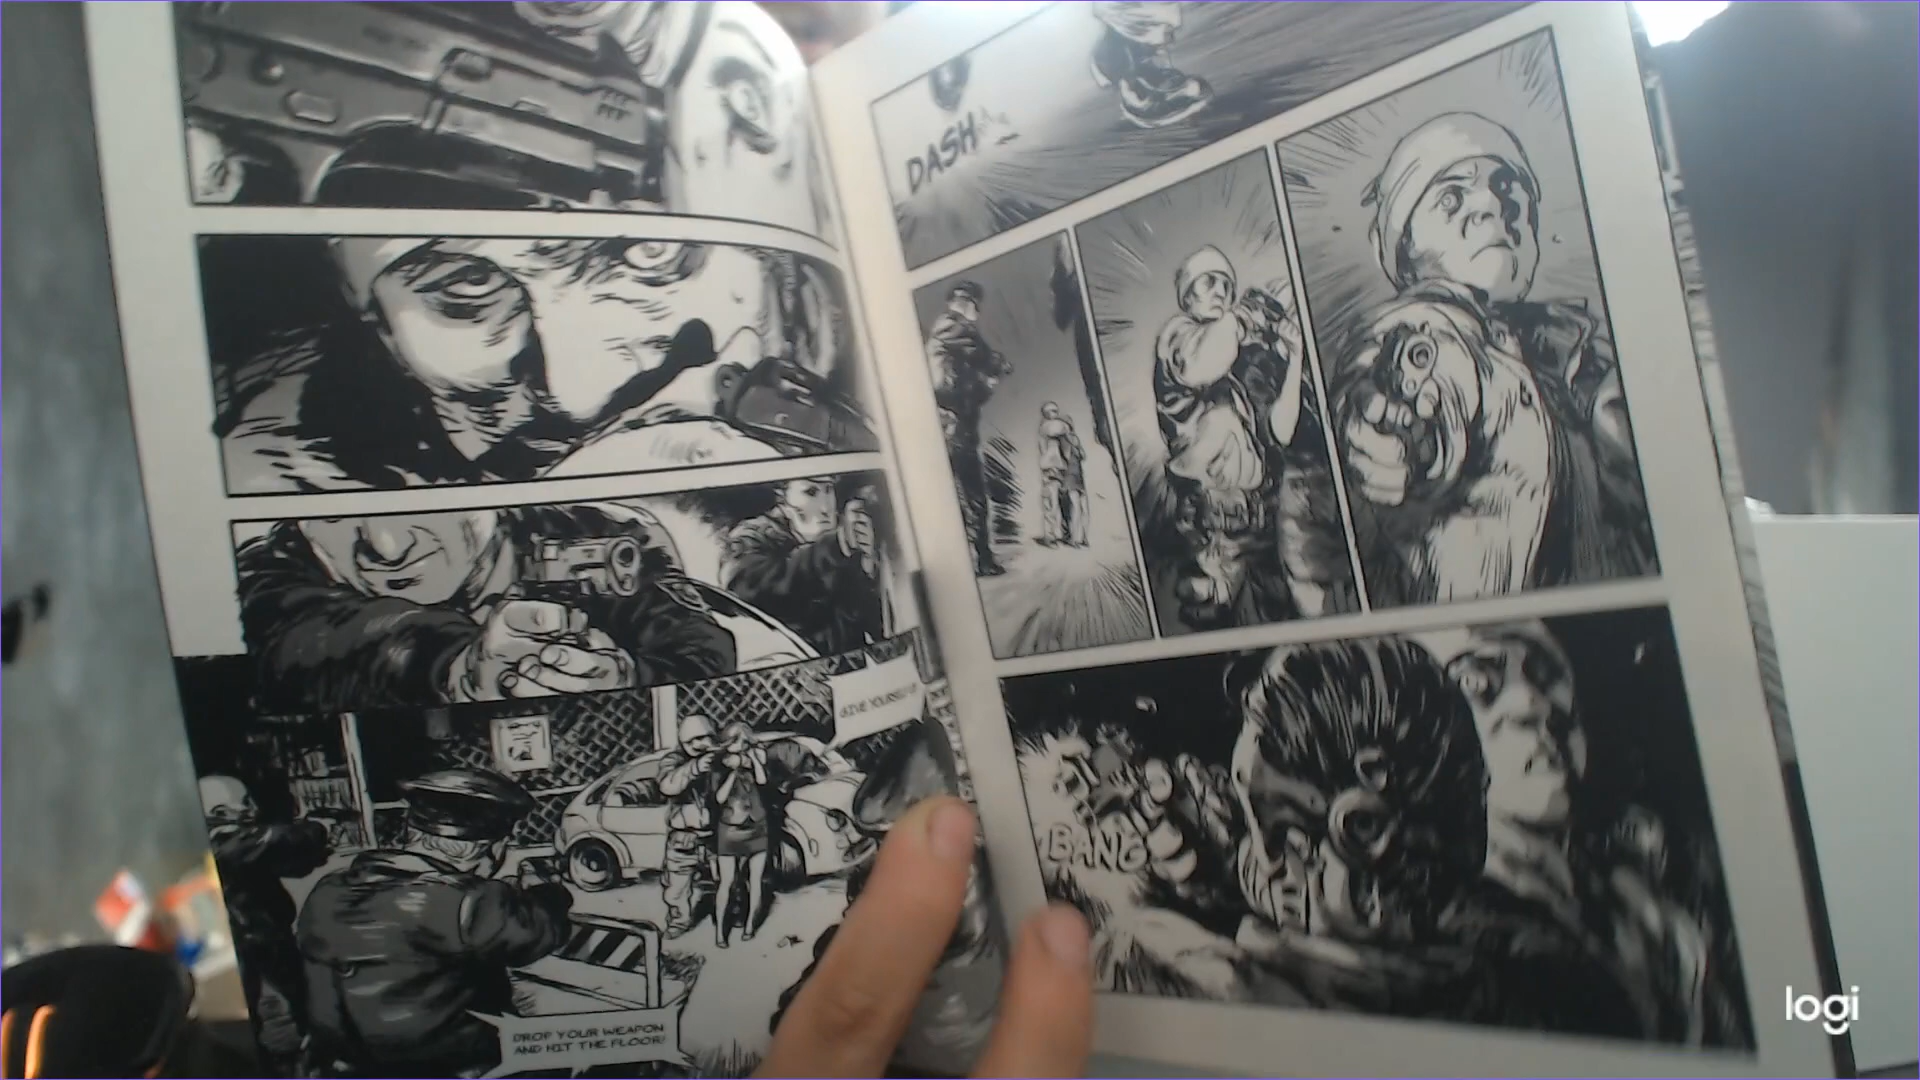 GIVE YOURSELF UP
DROP YOUR WEAPON
AND HIT THE FLOOR!
DASH
BANG
logi